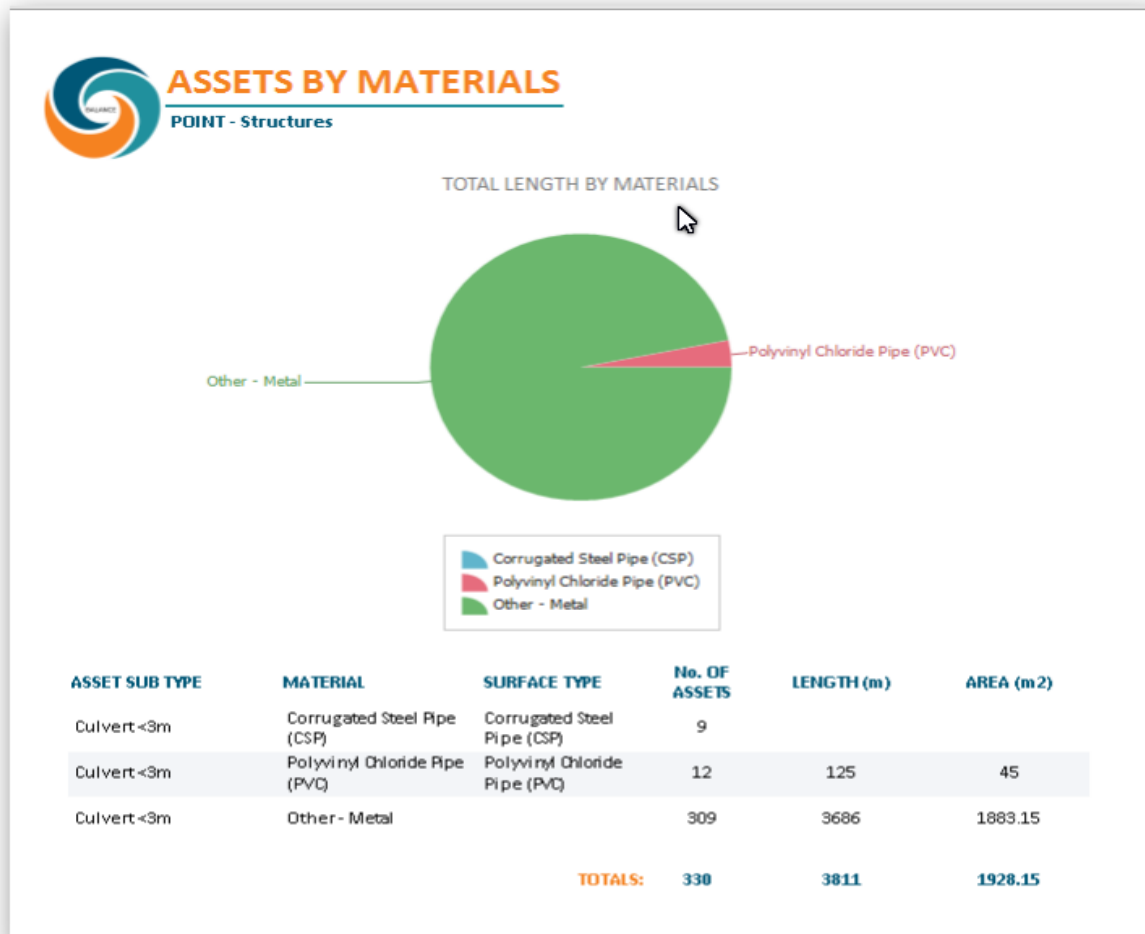 BALANCE
ASSETS BY MATERIALS
POINT - Structures
TOTAL LENGTH BY MATERIALS
Polyvinyl Chloride Pipe (PVC)
Other - Metal
Corrugated Steel Pipe (CSP)
Polyvinyl Chloride Pipe (PVC)
Other - Metal
ASSET SUB TYPE MATERIAL SURFACE TYPE No. OF ASSETS LENGTH (m) AREA (m2)
Culvert<3m Corrugated Steel Pipe (CSP) Corrugated Steel Pipe (CSP) 9
Culvert<3m Polyvinyl Chloride Pipe (PVC) Polyvinyl Chloride Pipe (PVC) 12 125 45
Culvert<3m Other - Metal 309 3686 1883.15
TOTALS: 330 3811 1928.15